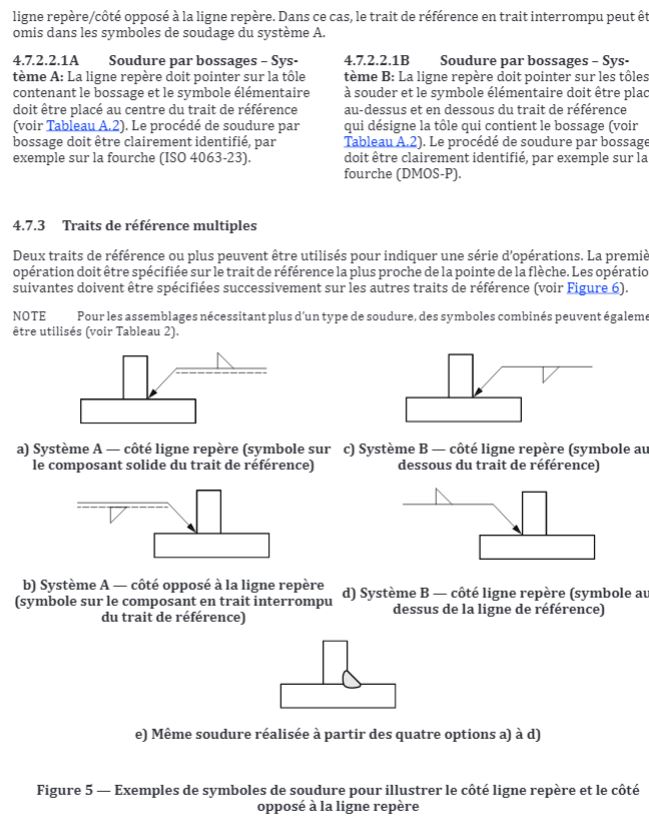 ligne repère/côté opposé à la ligne repère. Dans ce cas, le trait de référence en trait interrompu peut êt
omis dans les symboles de soudage du système A.
4.7.2.2.1A Soudure par bossages – Sys-
tème A: La ligne repère doit pointer sur la tôle
contenant le bossage et le symbole élémentaire
doit être placé au centre du trait de référence
(voir Tableau A.2). Le procédé de soudure par
bossage doit être clairement identifié, par
exemple sur la fourche (ISO 4063-23).
4.7.2.2.1B Soudure par bossages – Sys-
tème B: La ligne repère doit pointer sur les tôles
à souder et le symbole élémentaire doit être plac
au-dessus et en dessous du trait de référence
qui désigne la tôle qui contient le bossage (voir
Tableau A.2). Le procédé de soudure par bossage
doit être clairement identifié, par exemple sur la
fourche (DMOS-P).
4.7.3 Traits de référence multiples
Deux traits de référence ou plus peuvent être utilisés pour indiquer une série d'opérations. La premiè
opération doit être spécifiée sur le trait de référence la plus proche de la pointe de la flèche. Les opératio
suivantes doivent être spécifiées successivement sur les autres traits de référence (voir Figure 6).
NOTE Pour les assemblages nécessitant plus d'un type de soudure, des symboles combinés peuvent égaleme
être utilisés (voir Tableau 2).
a) Système A — côté ligne repère (symbole sur
le composant solide du trait de référence)
c) Système B — côté ligne repère (symbole au
dessous du trait de référence)
b) Système A — côté opposé à la ligne repère
(symbole sur le composant en trait interrompu
du trait de référence)
d) Système B — côté ligne repère (symbole au
dessus de la ligne de référence)
e) Même soudure réalisée à partir des quatre options a) à d)
Figure 5 — Exemples de symboles de soudure pour illustrer le côté ligne repère et le côté
opposé à la ligne repère